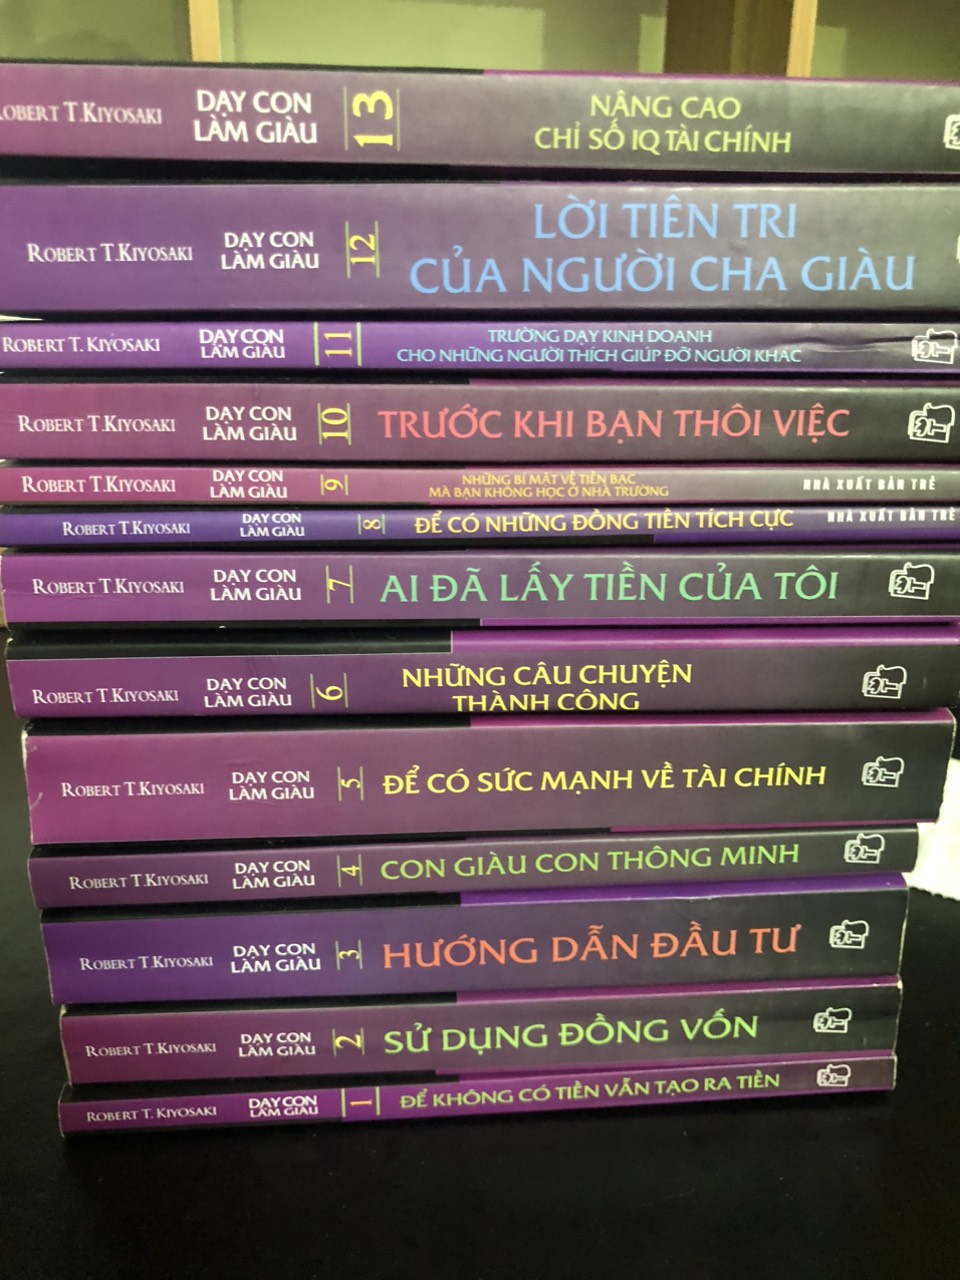 ROBERT T.KIYOSAKI
DẠY CON
LÀM GIÀU
13
NÂNG CAO
CHỈ SỐ IQ TÀI CHÍNH
ROBERT T.KIYOSAKI
DẠY CON
LÀM GIÀU
12
LỜI TIÊN TRI
CỦA NGƯỜI CHA GIÀU
ROBERT T. KIYOSAKI
DẠY CON
LÀM GIÀU
11
TRƯỜNG DẠY KINH DOANH
CHO NHỮNG NGƯỜI THÍCH GIÚP ĐỠ NGƯỜI KHÁC
ROBERT T.KIYOSAKI
DẠY CON
LÀM GIÀU
10
TRƯỚC KHI BẠN THÔI VIỆC
ROBERT T.KIYOSAKI
DẠY CON
LÀM GIÀU
9
NHỮNG BÍ MẬT VỀ TIỀN BẠC
MÀ BẠN KHÔNG HỌC Ở NHÀ TRƯỜNG
NHÀ XUẤT BẢN TRẺ
ROBERT T.KIYOSAKI
DẠY CON
LÀM GIÀU
8
ĐỂ CÓ NHỮNG ĐỒNG TIỀN TÍCH CỰC
NHÀ XUẤT BẢN TRẺ
ROBERT T.KIYOSAKI
DẠY CON
LÀM GIÀU
7
AI ĐÃ LẤY TIỀN CỦA TÔI
ROBERT T.KIYOSAKI
DẠY CON
LÀM GIÀU
6
NHỮNG CÂU CHUYỆN
THÀNH CÔNG
ROBERT T.KIYOSAKI
DẠY CON
LÀM GIÀU
5
ĐỂ CÓ SỨC MẠNH VỀ TÀI CHÍNH
ROBERT T.KIYOSAKI
DẠY CON
LÀM GIÀU
4
CON GIÀU CON THÔNG MINH
ROBERT T.KIYOSAKI
DẠY CON
LÀM GIÀU
3
HƯỚNG DẪN ĐẦU TƯ
ROBERT T.KIYOSAKI
DẠY CON
LÀM GIÀU
2
SỬ DỤNG ĐỒNG VỐN
ROBERT T. KIYOSAKI
DẠY CON
LÀM GIÀU
1
ĐỂ KHÔNG CÓ TIỀN VẪN TẠO RA TIỀN